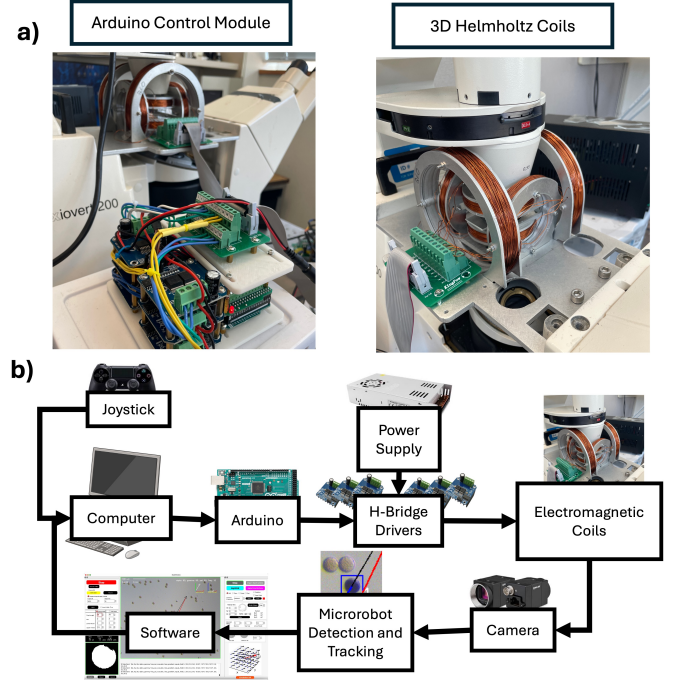 Arduino Control Module
3D Helmholtz Coils
a)
iovert 200
b)
Joystick
Power
Supply
Computer
Arduino
H-Bridge
Drivers
Electromagnetic
Coils
Software
Microrobot
Detection and
Tracking
Camera